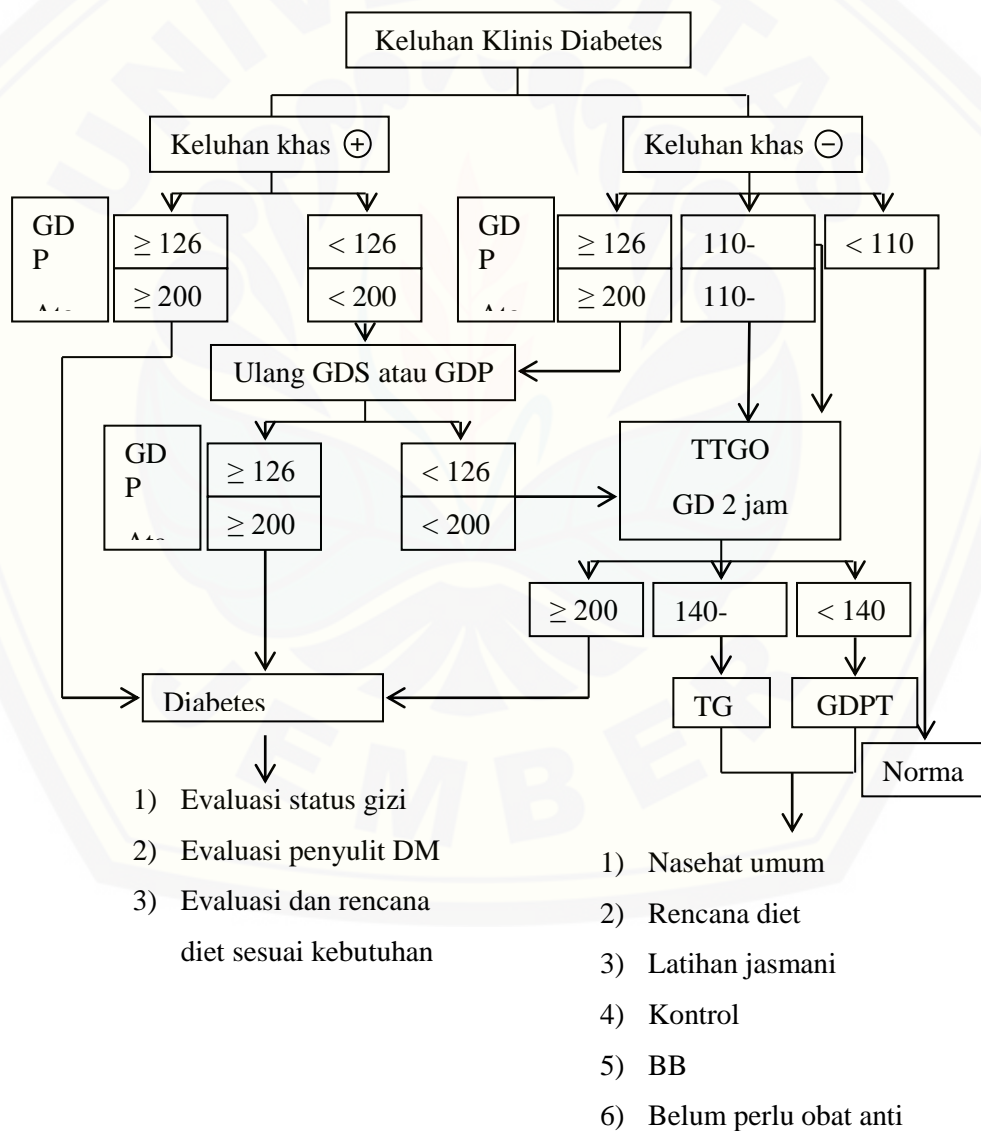 Keluhan Klinis Diabetes
Keluhan khas ⊕
Keluhan khas ⊖
GD
P
≥ 126
< 126
≥ 200
< 200
GD
P
≥ 126
110-
< 110
≥ 200
110-
Ulang GDS atau GDP
GD
P
≥ 126
< 126
≥ 200
< 200
TTGO
GD 2 jam
≥ 200
140-
< 140
Diabetes
TG
GDPT
Norma
1) Evaluasi status gizi
2) Evaluasi penyulit DM
3) Evaluasi dan rencana
diet sesuai kebutuhan
1) Nasehat umum
2) Rencana diet
3) Latihan jasmani
4) Kontrol
5) BB
6) Belum perlu obat anti